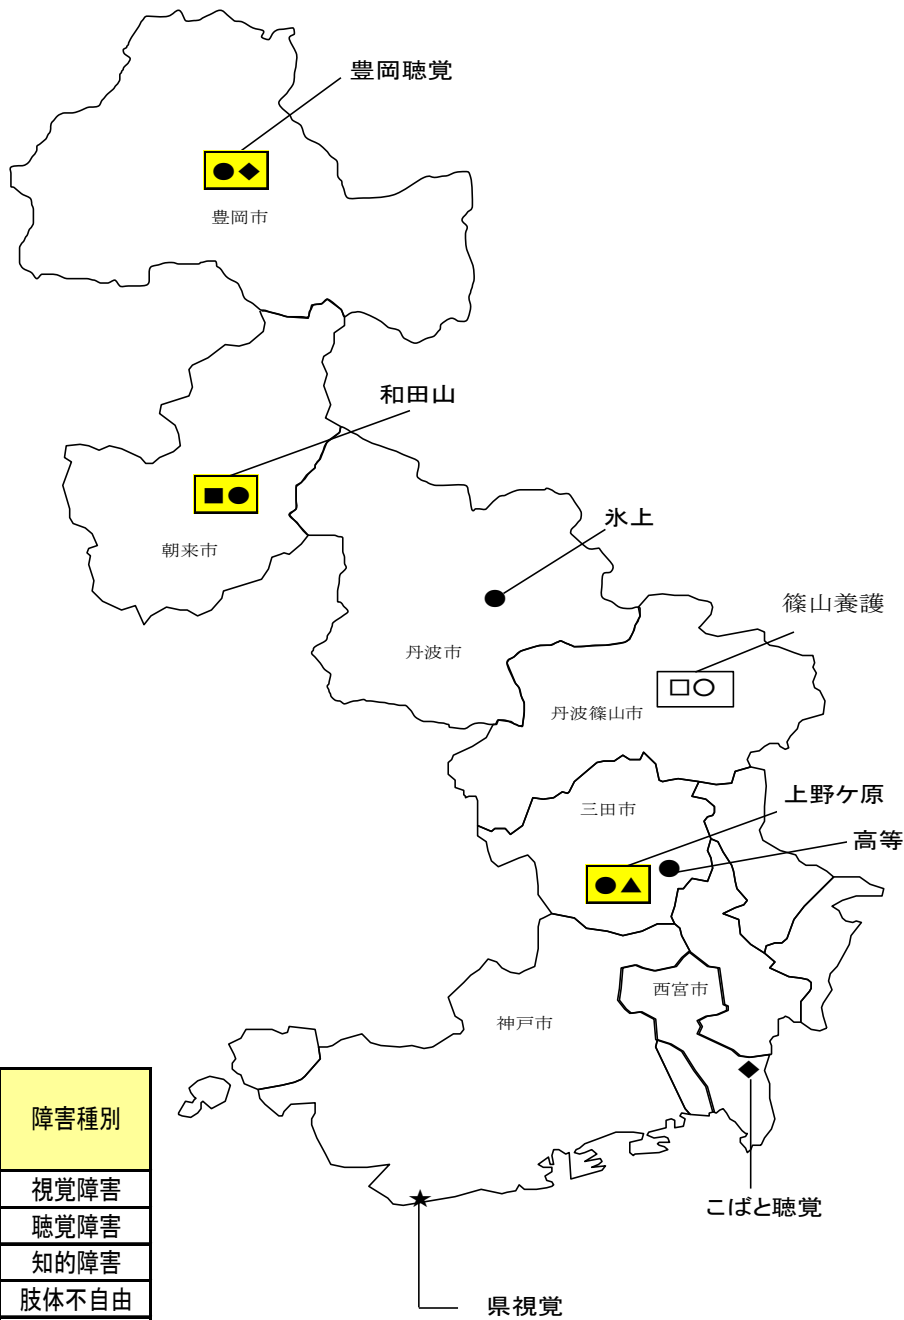 豊岡聴覚
豊岡市
和田山
朝来市
氷上
丹波市
篠山養護
丹波篠山市
上野ケ原
三田市
高等
西宮市
神戸市
障害種別
視覚障害
聴覚障害
知的障害
肢体不自由
こばと聴覚
県視覚